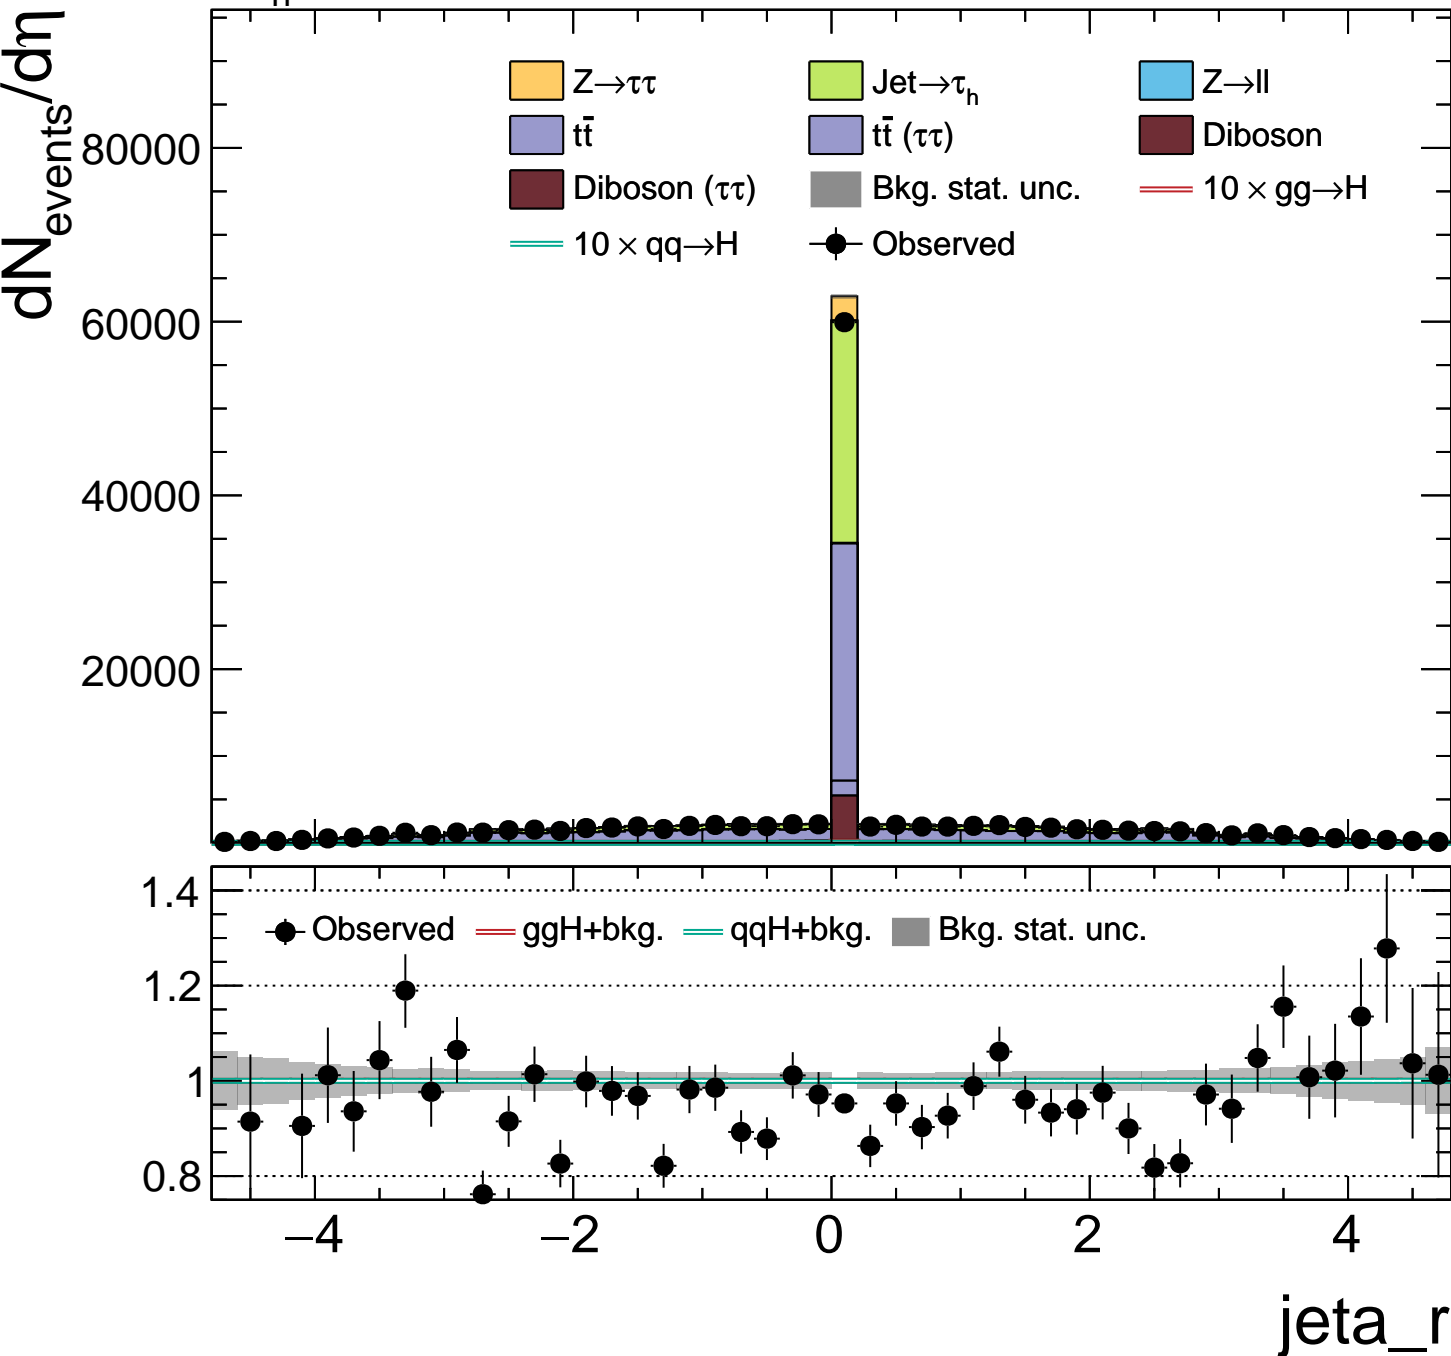 dN_events/dη
Z→ττ Jet→τ_h Z→ll
tt̄ tt̄ (ττ) Diboson
Diboson (ττ) Bkg. stat. unc. 10 × gg→H
10 × qq→H Observed
80000
60000
40000
20000
Observed ggH+bkg. qqH+bkg. Bkg. stat. unc.
1.4
1.2
1
0.8
−4 −2 0 2 4
jeta_r